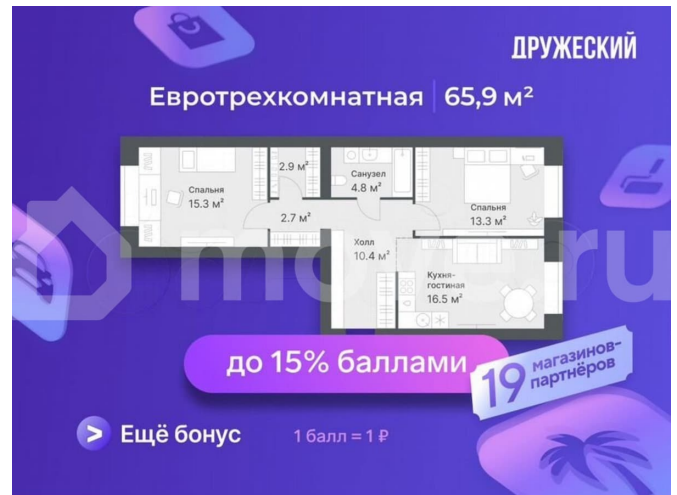 ДРУЖЕСКИЙ
Евротрехкомнатная | 65,9 м²
2.9 м²
Санузел
4.8 м²
Спальня
15.3 м²
Спальня
13.3 м²
2.7 м²
Холл
10.4 м²
Кухня-
гостиная
16.5 м²
move.ru
до 15% баллами
19 магазинов-
партнёров
Ещё бонус
1 балл = 1 ₽